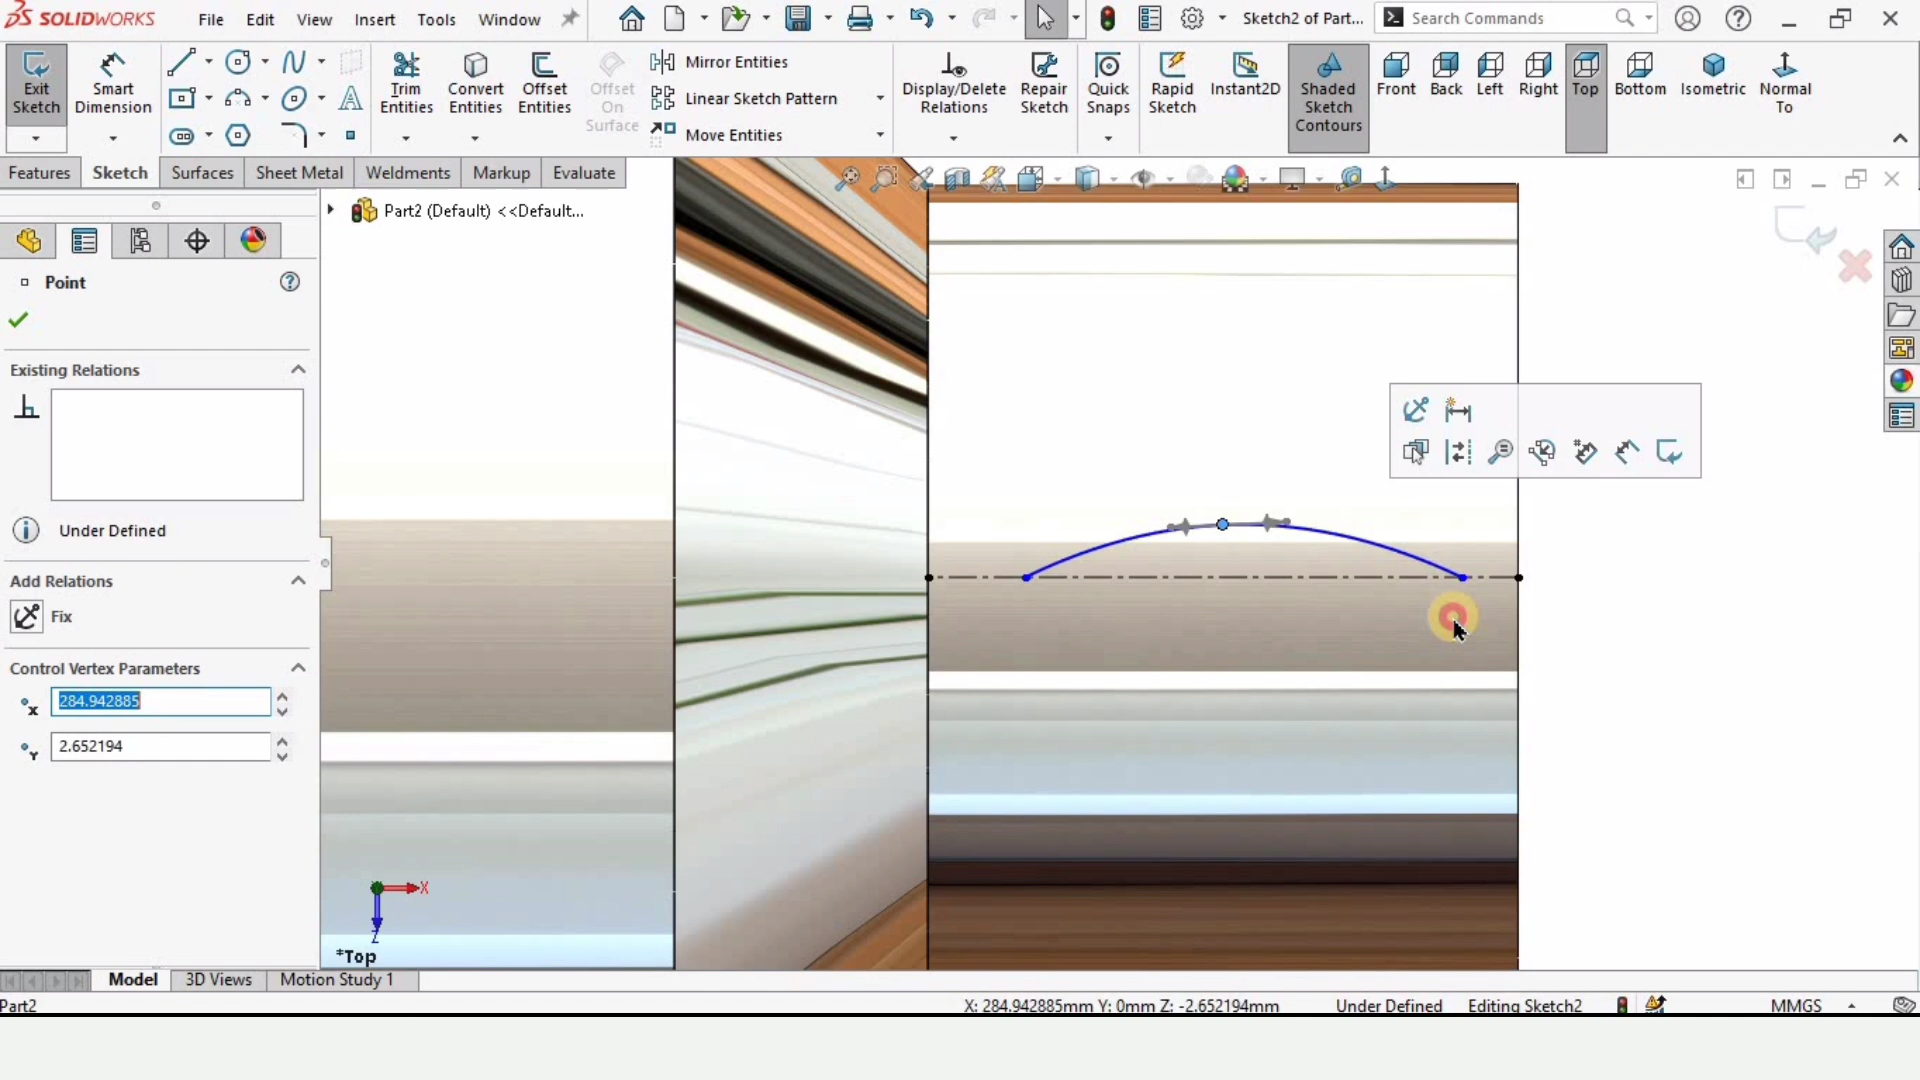 SOLIDWORKS
File Edit View Insert Tools Window
Sketch2 of Part...
Search Commands
Exit Sketch
Smart Dimension
Trim Entities
Convert Entities
Offset Entities
Offset On Surface
Mirror Entities
Linear Sketch Pattern
Move Entities
Display/Delete Relations
Repair Sketch
Quick Snaps
Rapid Sketch
Instant2D
Shaded Sketch Contours
Front
Back
Left
Right
Top
Bottom
Isometric
Normal To
Features Sketch Surfaces Sheet Metal Weldments Markup Evaluate
Part2 (Default) <<Default...
Point
Existing Relations
Under Defined
Add Relations
Fix
Control Vertex Parameters
X
284.942885
Y
2.652194
X
Z
*Top
Model 3D Views Motion Study 1
Part2
X: 284.942885mm Y: 0mm Z: -2.652194mm
Under Defined
Editing Sketch2
MMGS